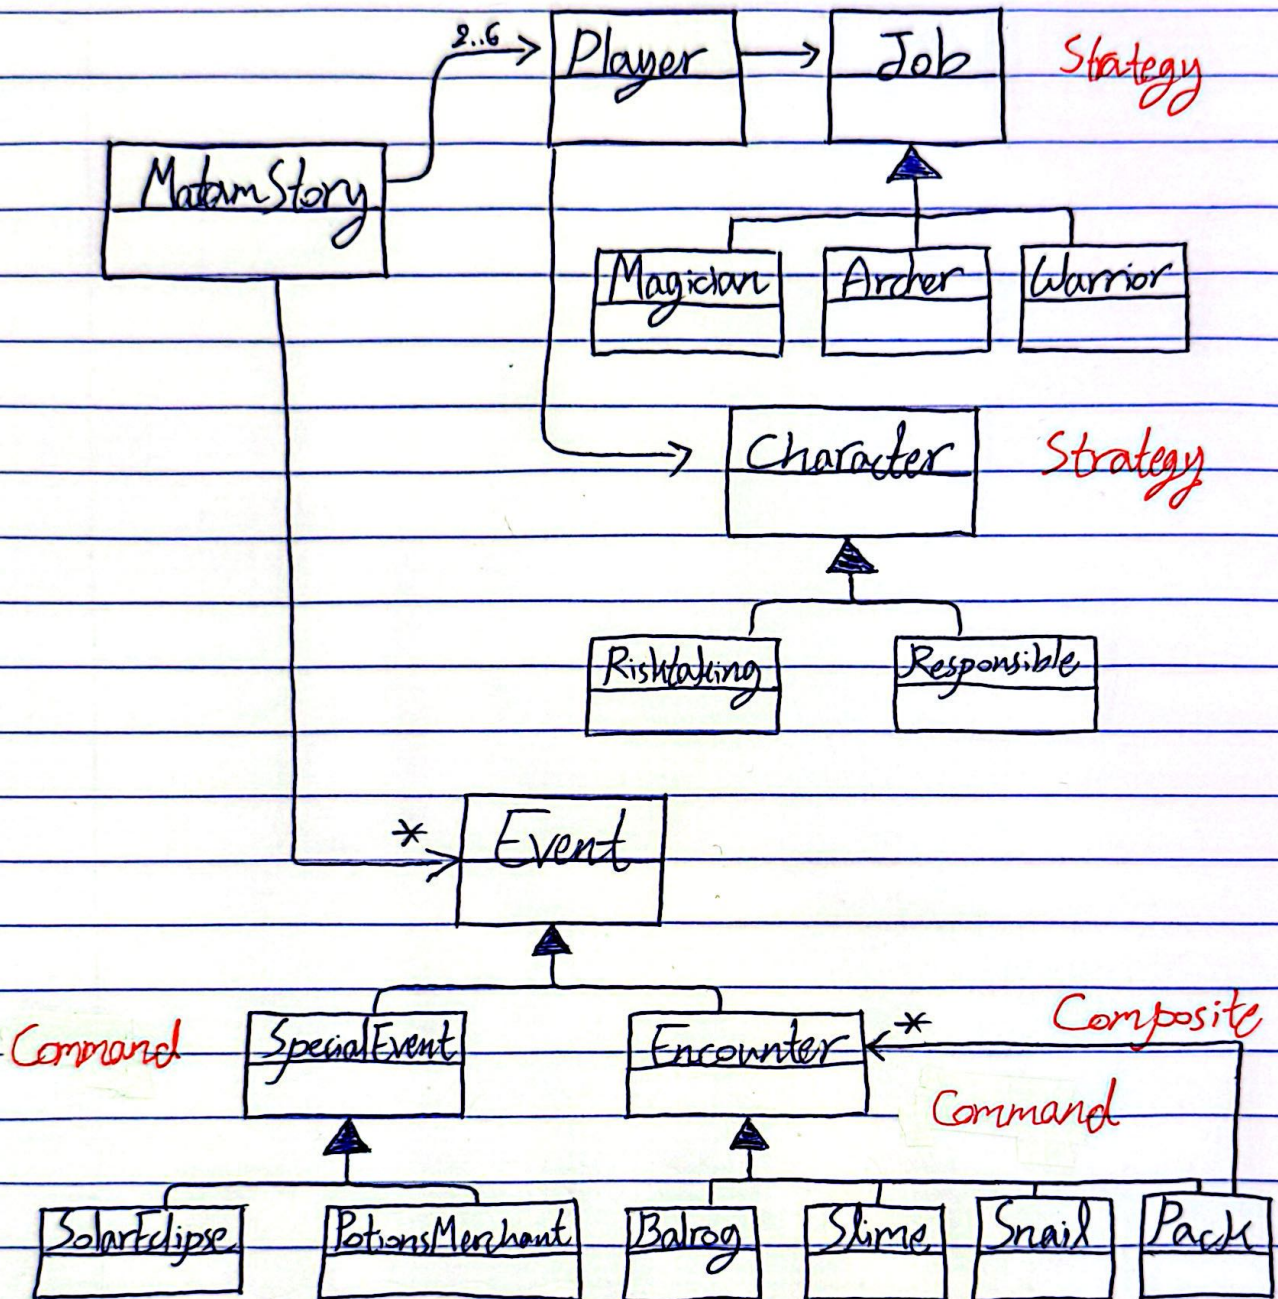 2..6
Player
Job
Strategy
MatamStory
Magician
Archer
Warrior
Character
Strategy
Risktaking
Responsible
*
Event
Command
SpecialEvent
Encounter
*
Composite
Command
SolarEclipse
PotionsMerchant
Balrog
Slime
Snail
Pack